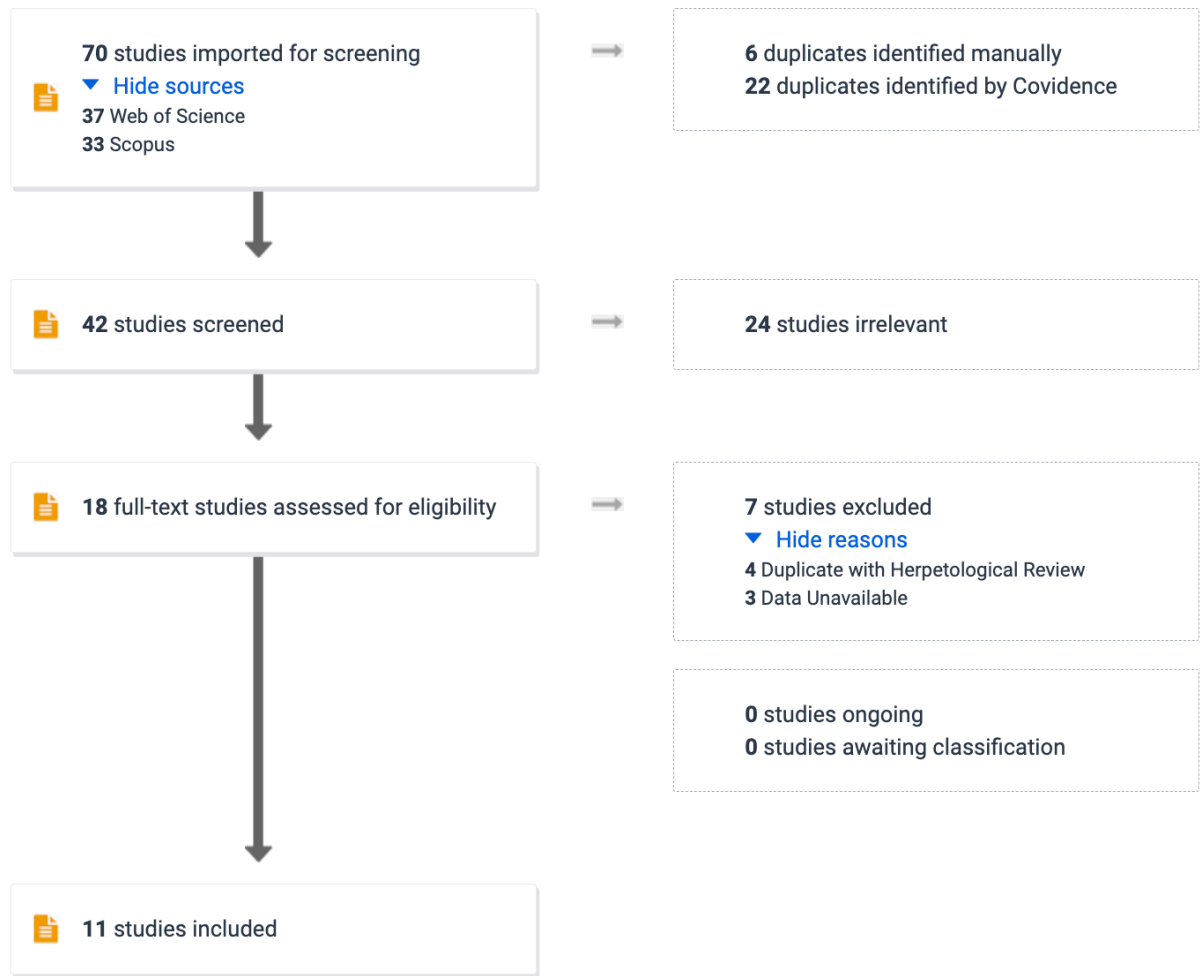 70 studies imported for screening
Hide sources
37 Web of Science
33 Scopus
6 duplicates identified manually
22 duplicates identified by Covidence
42 studies screened
24 studies irrelevant
18 full-text studies assessed for eligibility
7 studies excluded
Hide reasons
4 Duplicate with Herpetological Review
3 Data Unavailable
0 studies ongoing
0 studies awaiting classification
11 studies included